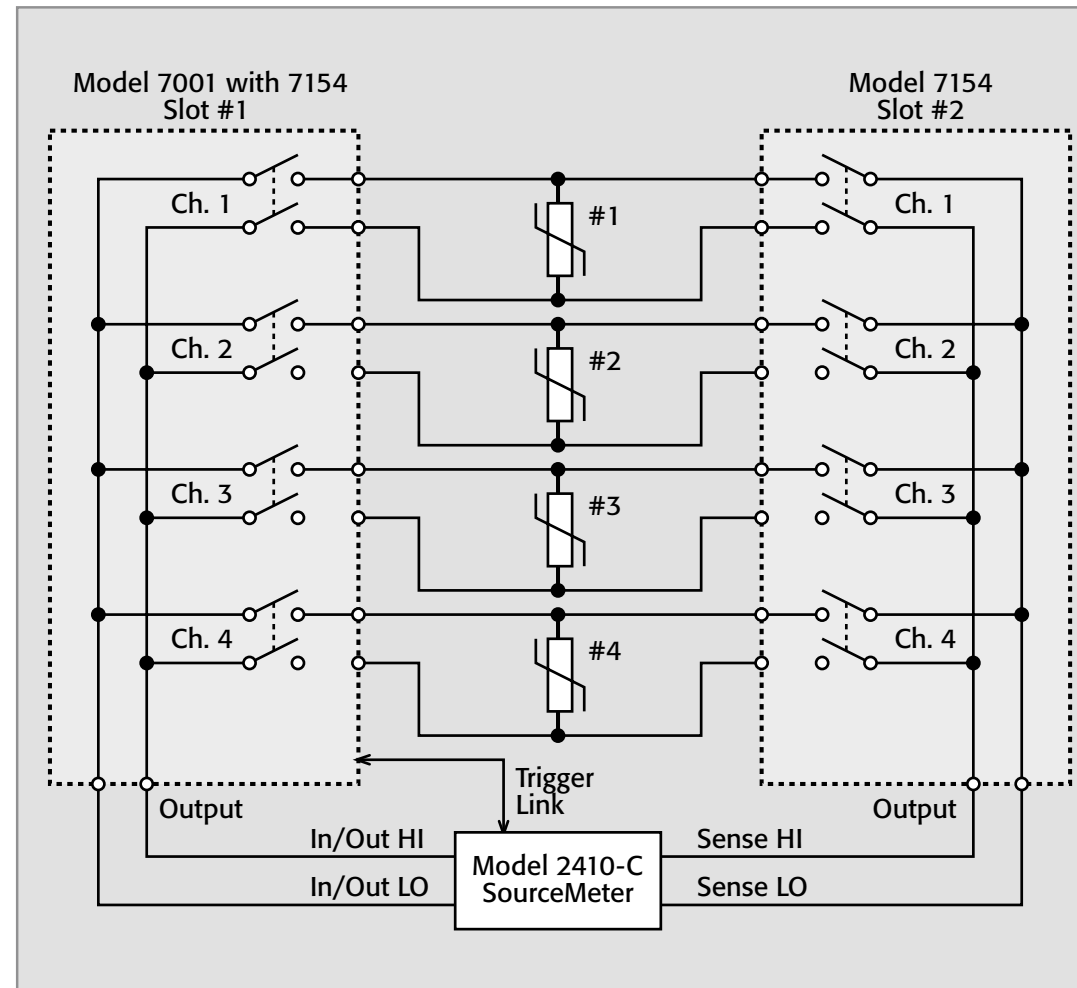 Model 7001 with 7154
Slot #1
Model 7154
Slot #2
Ch. 1
#1
Ch. 1
Ch. 2
#2
Ch. 2
Ch. 3
#3
Ch. 3
Ch. 4
#4
Ch. 4
Trigger
Link
Output
Output
In/Out HI
Sense HI
Model 2410-C
SourceMeter
In/Out LO
Sense LO